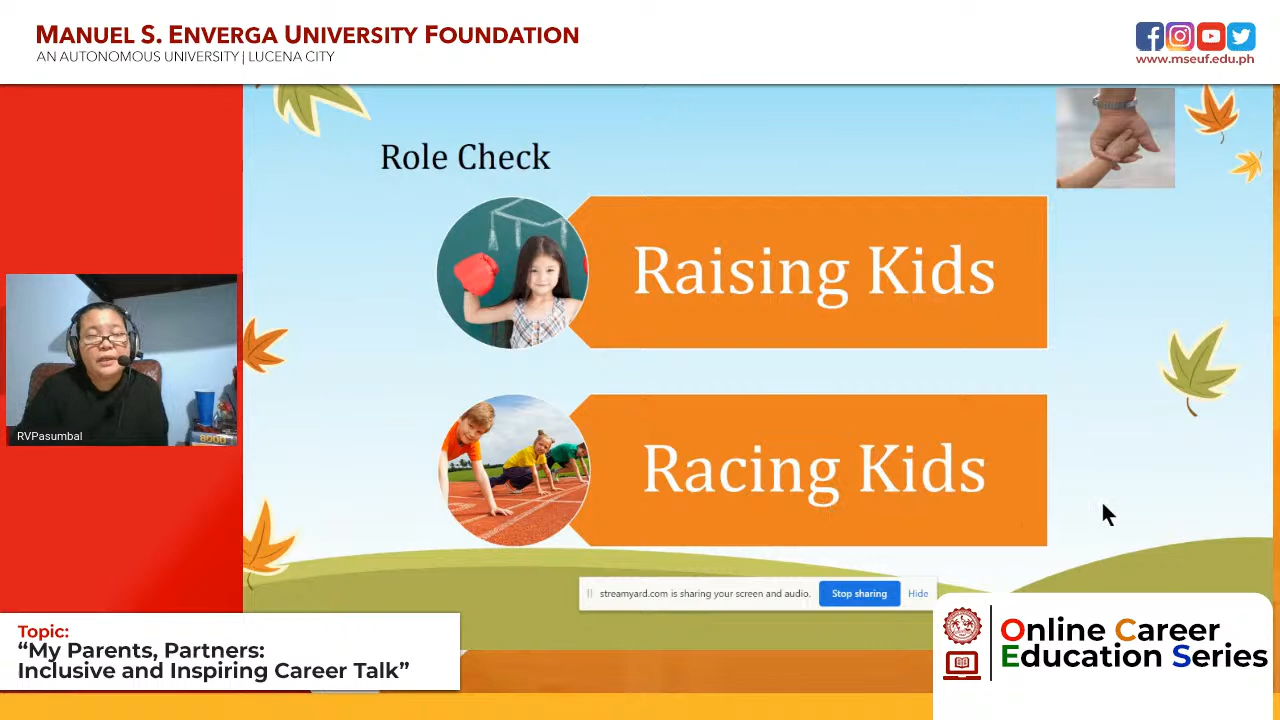 MANUEL S. ENVERGA UNIVERSITY FOUNDATION
AN AUTONOMOUS UNIVERSITY | LUCENA CITY
www.mseuf.edu.ph
Role Check
Raising Kids
Racing Kids
RVPasumbal
8000
streamyard.com is sharing your screen and audio.
Stop sharing
Hide
Topic:
“My Parents, Partners:
Inclusive and Inspiring Career Talk”
Online Career
Education Series